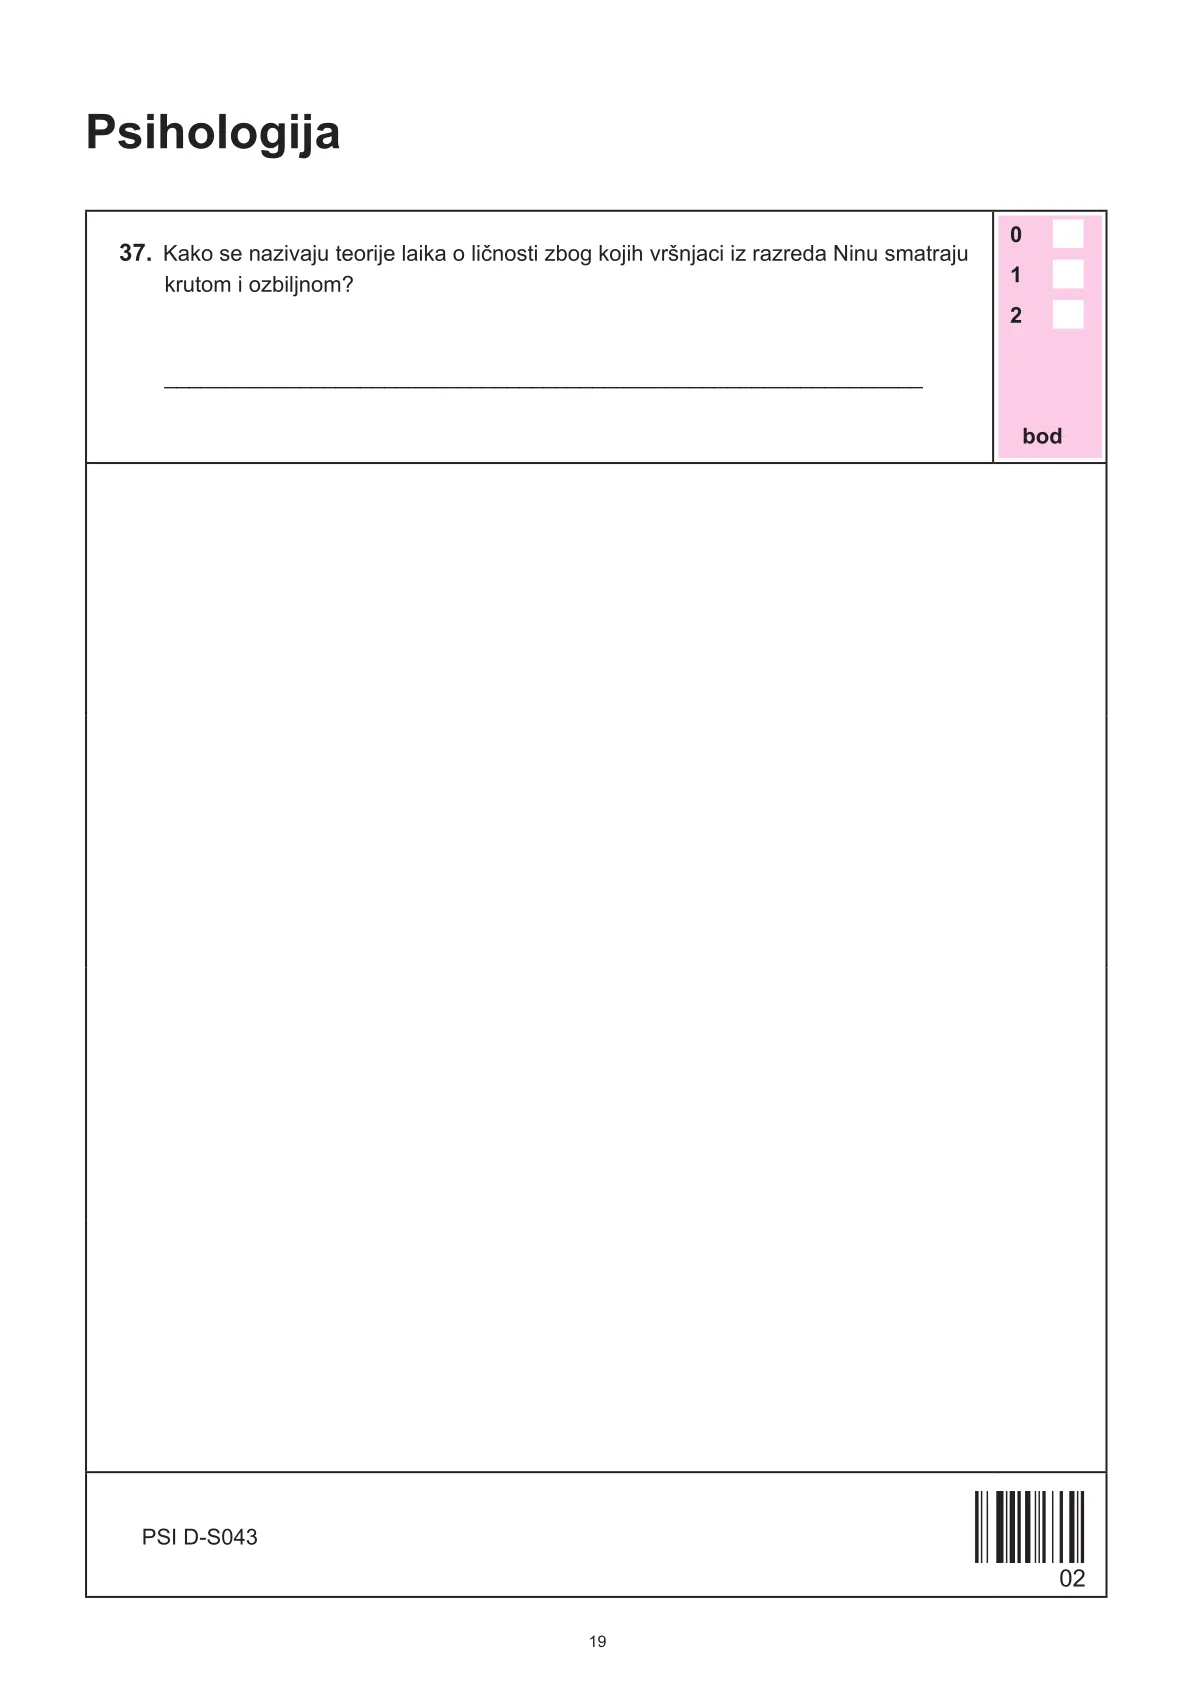 Psihologija
37. Kako se nazivaju teorije laika o ličnosti zbog kojih vršnjaci iz razreda Ninu smatraju
krutom i ozbiljnom?
0
1
2
bod
PSI D-S043
02
19